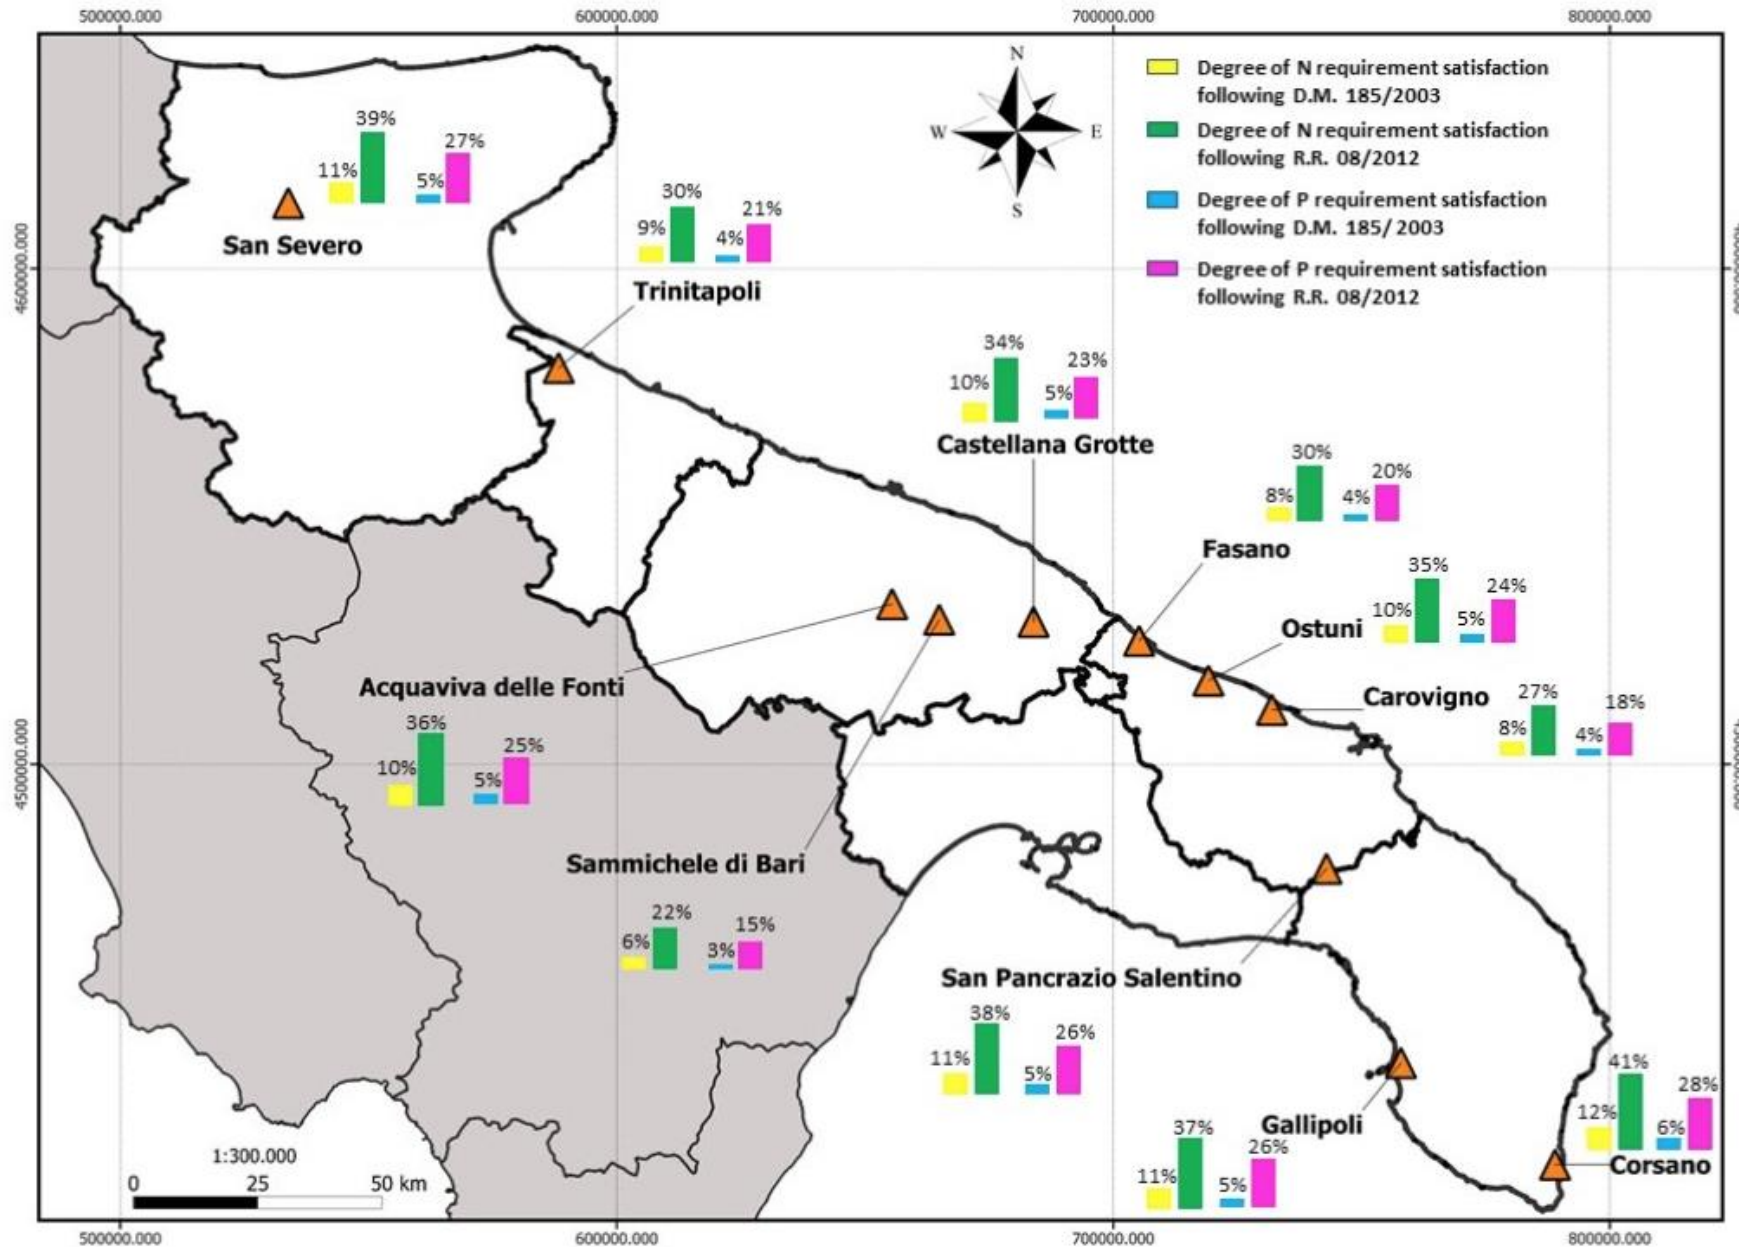 500000.000
600000.000
700000.000
800000.000
N
W
E
S
Degree of N requirement satisfaction
following D.M. 185/2003
Degree of N requirement satisfaction
following R.R. 08/2012
Degree of P requirement satisfaction
following D.M. 185/ 2003
Degree of P requirement satisfaction
following R.R. 08/2012
39%
11%
27%
5%
San Severo
30%
9%
21%
4%
Trinitapoli
4600000.000
34%
10%
23%
5%
Castellana Grotte
30%
8%
20%
4%
Fasano
35%
10%
24%
5%
Ostuni
Carovigno
27%
8%
18%
4%
Acquaviva delle Fonti
36%
10%
25%
5%
4500000.000
Sammichele di Bari
22%
6%
15%
3%
San Pancrazio Salentino
38%
11%
26%
5%
Gallipoli
37%
11%
26%
5%
41%
12%
28%
6%
Corsano
1:300.000
0
25
50 km
500000.000
600000.000
700000.000
800000.000